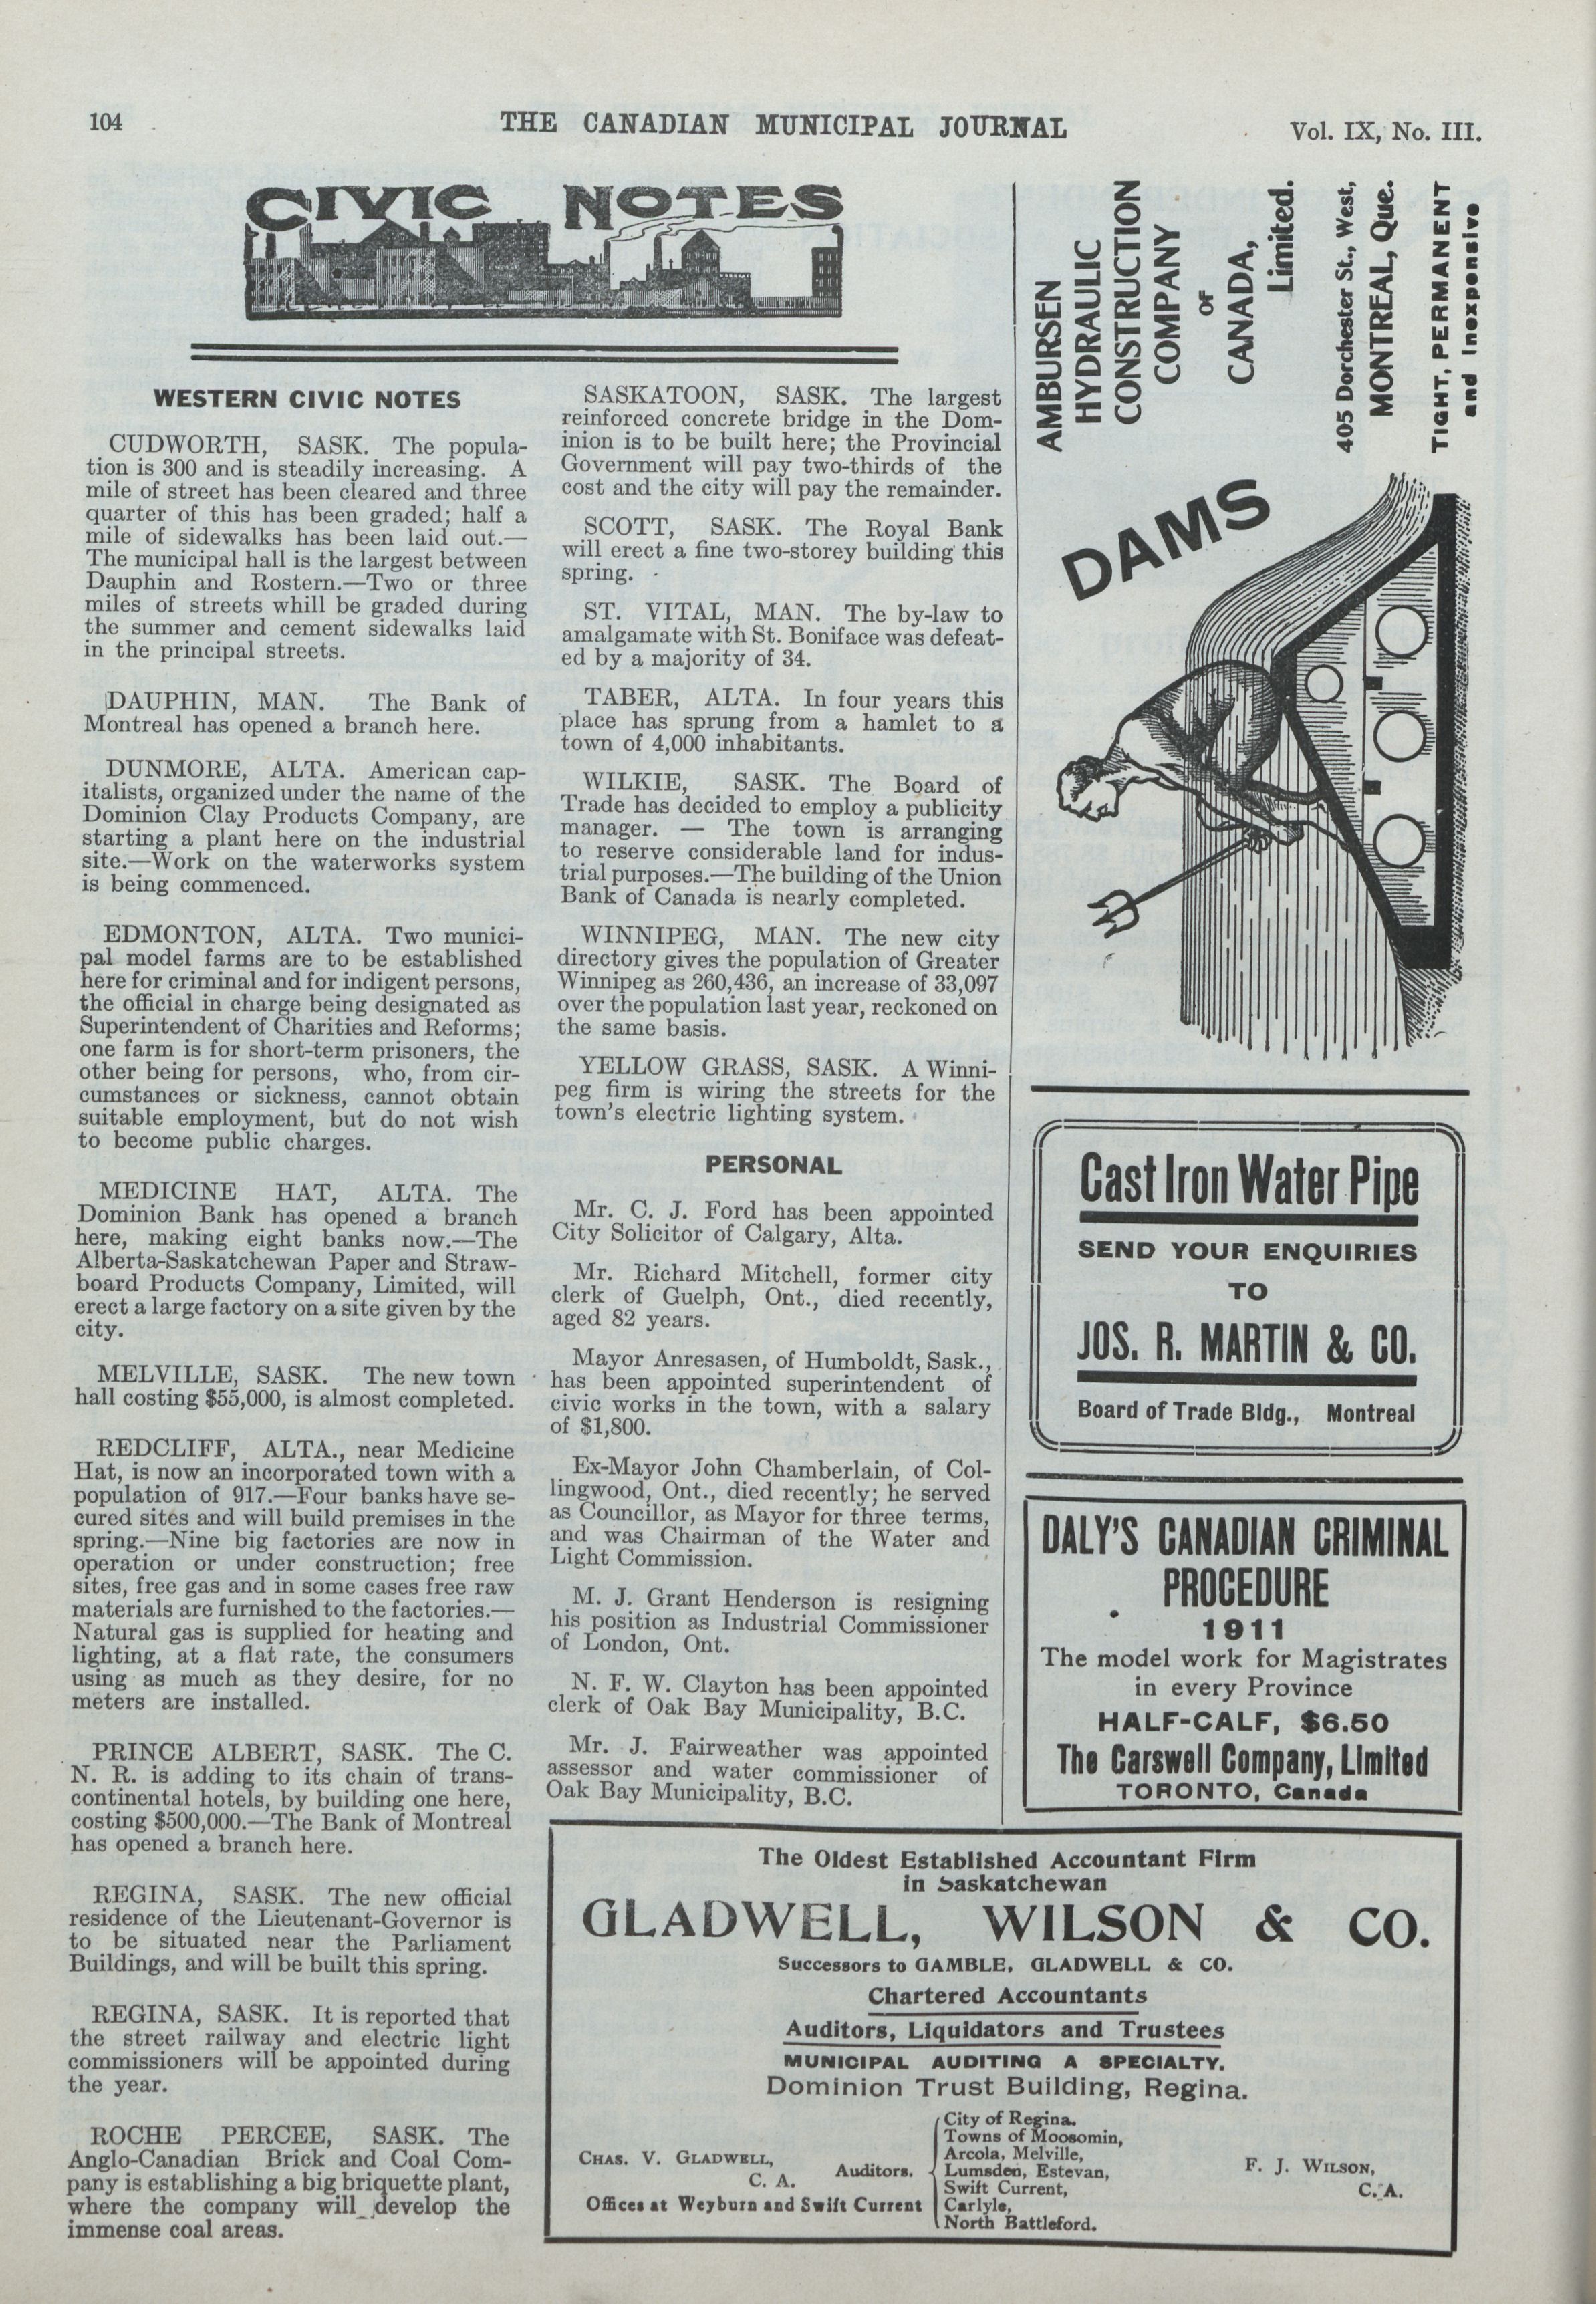 104
THE CANADIAN MUNICIPAL JOURNAL
Vol. IX, No. III.
CIVIC NOTES
WESTERN CIVIC NOTES
CUDWORTH, SASK. The popula-
tion is 300 and is steadily increasing. A
mile of street has been cleared and three
quarter of this has been graded; half a
mile of sidewalks has been laid out.—
The municipal hall is the largest between
Dauphin and Rostern.—Two or three
miles of streets whill be graded during
the summer and cement sidewalks laid
in the principal streets.
DAUPHIN, MAN. The Bank of
Montreal has opened a branch here.
DUNMORE, ALTA. American cap-
italists, organized under the name of the
Dominion Clay Products Company, are
starting a plant here on the industrial
site.—Work on the waterworks system
is being commenced.
EDMONTON, ALTA. Two munici-
pal model farms are to be established
here for criminal and for indigent persons,
the official in charge being designated as
Superintendent of Charities and Reforms;
one farm is for short-term prisoners, the
other being for persons, who, from cir-
cumstances or sickness, cannot obtain
suitable employment, but do not wish
to become public charges.
MEDICINE HAT, ALTA. The
Dominion Bank has opened a branch
here, making eight banks now.—The
Alberta-Saskatchewan Paper and Straw-
board Products Company, Limited, will
erect a large factory on a site given by the
city.
MELVILLE, SASK. The new town
hall costing $55,000, is almost completed.
REDCLIFF, ALTA., near Medicine
Hat, is now an incorporated town with a
population of 917.—Four banks have se-
cured sites and will build premises in the
spring.—Nine big factories are now in
operation or under construction; free
sites, free gas and in some cases free raw
materials are furnished to the factories.—
Natural gas is supplied for heating and
lighting, at a flat rate, the consumers
using as much as they desire, for no
meters are installed.
PRINCE ALBERT, SASK. The C.
N. R. is adding to its chain of trans-
continental hotels, by building one here,
costing $500,000.—The Bank of Montreal
has opened a branch here.
REGINA, SASK. The new official
residence of the Lieutenant-Governor is
to be situated near the Parliament
Buildings, and will be built this spring.
REGINA, SASK. It is reported that
the street railway and electric light
commissioners will be appointed during
the year.
ROCHE PERCEE, SASK. The
Anglo-Canadian Brick and Coal Com-
pany is establishing a big briquette plant,
where the company will develop the
immense coal areas.
SASKATOON, SASK. The largest
reinforced concrete bridge in the Dom-
inion is to be built here; the Provincial
Government will pay two-thirds of the
cost and the city will pay the remainder.
SCOTT, SASK. The Royal Bank
will erect a fine two-storey building this
spring.
ST. VITAL, MAN. The by-law to
amalgamate with St. Boniface was defeat-
ed by a majority of 34.
TABER, ALTA. In four years this
place has sprung from a hamlet to a
town of 4,000 inhabitants.
WILKIE, SASK. The Board of
Trade has decided to employ a publicity
manager. — The town is arranging
to reserve considerable land for indus-
trial purposes.—The building of the Union
Bank of Canada is nearly completed.
WINNIPEG, MAN. The new city
directory gives the population of Greater
Winnipeg as 260,436, an increase of 33,097
over the population last year, reckoned on
the same basis.
YELLOW GRASS, SASK. A Winni-
peg firm is wiring the streets for the
town's electric lighting system.
PERSONAL
Mr. C. J. Ford has been appointed
City Solicitor of Calgary, Alta.
Mr. Richard Mitchell, former city
clerk of Guelph, Ont., died recently,
aged 82 years.
Mayor Anresasen, of Humboldt, Sask.,
has been appointed superintendent of
civic works in the town, with a salary
of $1,800.
Ex-Mayor John Chamberlain, of Col-
lingwood, Ont., died recently; he served
as Councillor, as Mayor for three terms,
and was Chairman of the Water and
Light Commission.
M. J. Grant Henderson is resigning
his position as Industrial Commissioner
of London, Ont.
N. F. W. Clayton has been appointed
clerk of Oak Bay Municipality, B.C.
Mr. J. Fairweather was appointed
assessor and water commissioner of
Oak Bay Municipality, B.C.
AMBURSEN
HYDRAULIC
CONSTRUCTION
COMPANY
OF
CANADA,
Limited.
405 Dorchester St., West,
MONTREAL, Que.
TIGHT, PERMANENT
and Inexpensive
DAMS
Cast Iron Water Pipe
SEND YOUR ENQUIRIES
TO
JOS. R. MARTIN & CO.
Board of Trade Bldg., Montreal
DALY'S CANADIAN CRIMINAL
PROCEDURE
1911
The model work for Magistrates
in every Province
HALF-CALF, $6.50
The Carswell Company, Limited
TORONTO, Canada
The Oldest Established Accountant Firm
in Saskatchewan
GLADWELL, WILSON & CO.
Successors to GAMBLE, GLADWELL & CO.
Chartered Accountants
Auditors, Liquidators and Trustees
MUNICIPAL AUDITING A SPECIALTY.
Dominion Trust Building, Regina.
CHAS. V. GLADWELL,
C. A.
Offices at Weyburn and Swift Current
Auditors.
City of Regina.
Towns of Moosomin,
Arcola, Melville,
Lumsden, Estevan,
Swift Current,
Carlyle,
North Battleford.
F. J. WILSON,
C. A.